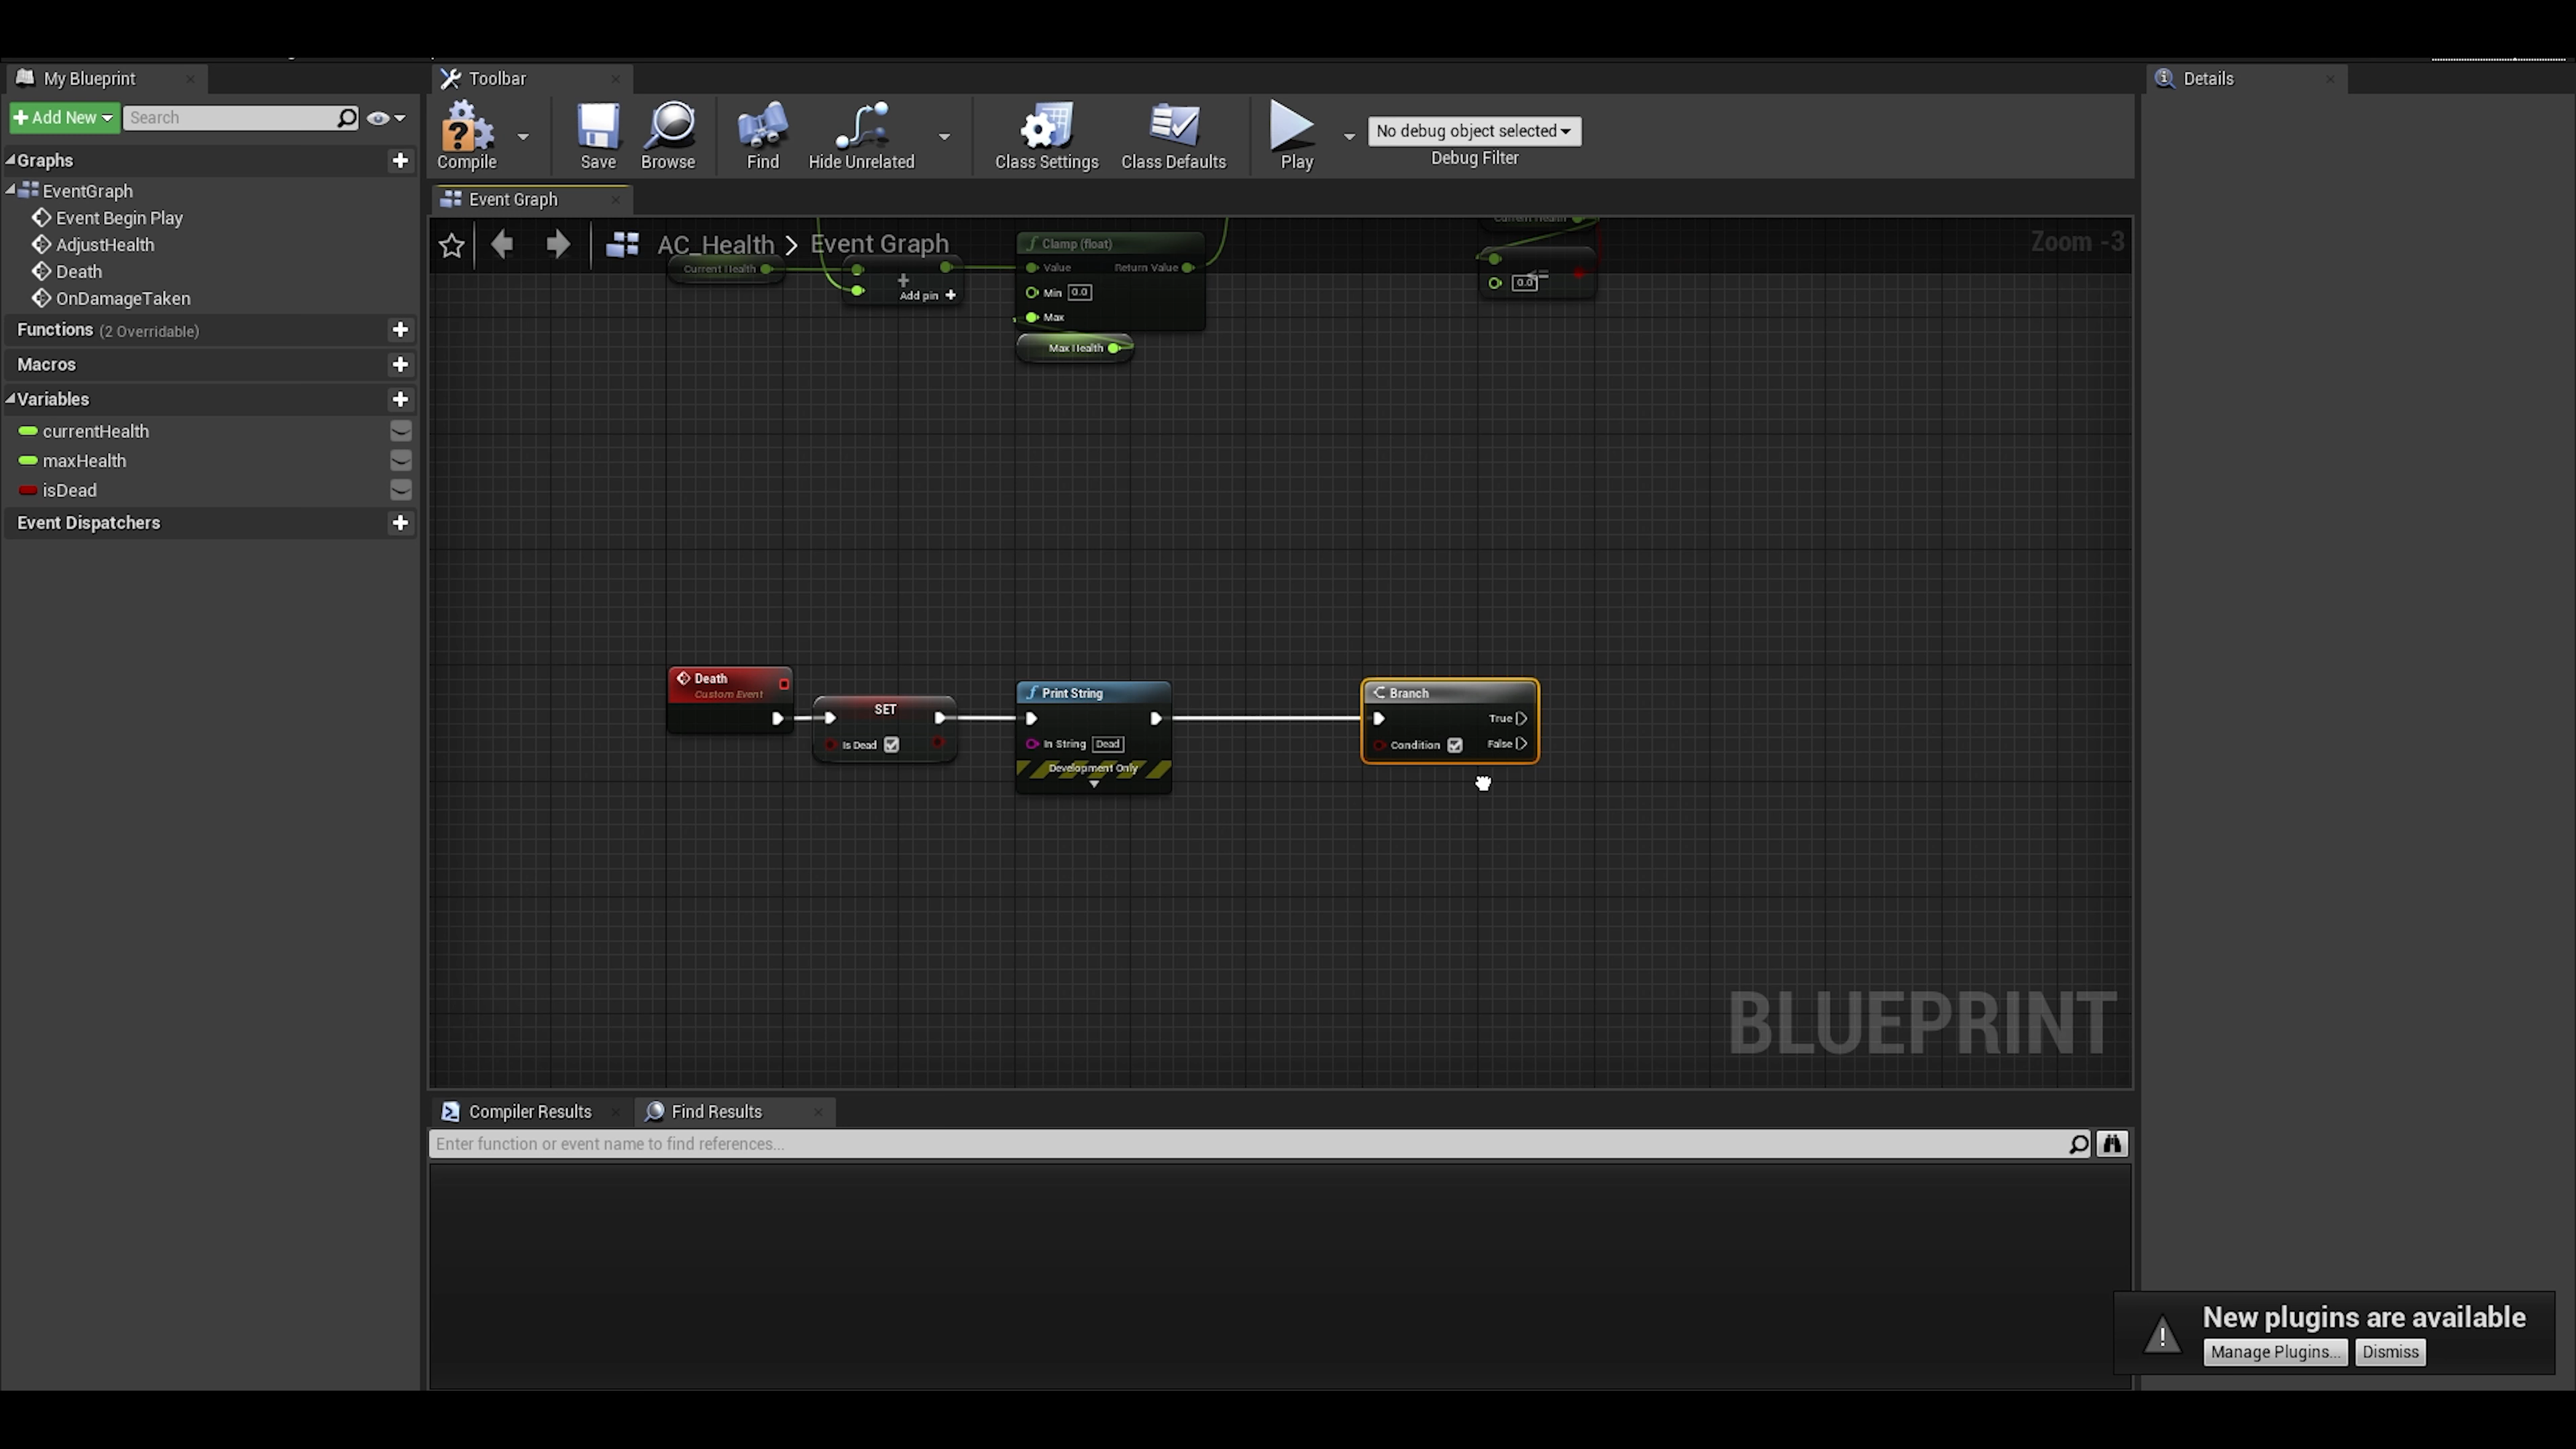 My Blueprint
Toolbar
Details
Add New
Search
Compile
Save
Browse
Find
Hide Unrelated
Class Settings
Class Defaults
Play
No debug object selected
Debug Filter
Graphs
EventGraph
Event Begin Play
AdjustHealth
Death
OnDamageTaken
Functions (2 Overridable)
Macros
Variables
currentHealth
maxHealth
isDead
Event Dispatchers
Event Graph
AC_Health > Event Graph
Zoom -3
Current Health
Add pin
Clamp (float)
Value
Return Value
Min 0.0
Max
Max Health
Current Health
0.0
<=
Death
Custom Event
SET
Is Dead
Print String
In String Dead
Development Only
Branch
True
Condition
False
BLUEPRINT
Compiler Results
Find Results
Enter function or event name to find references...
New plugins are available
Manage Plugins...
Dismiss